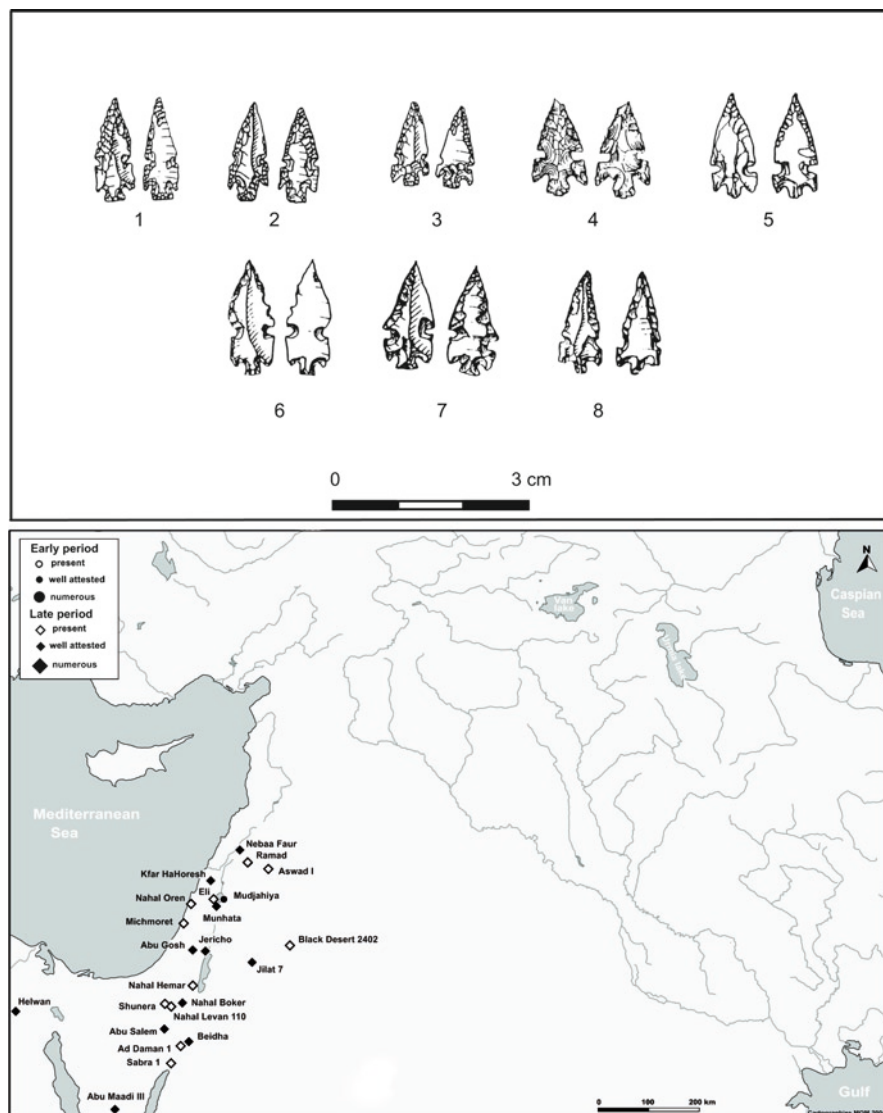 1
2
3
4
5
6
7
8
0 3 cm
Early period
present
well attested
numerous
Late period
present
well attested
numerous
N
Caspian
Sea
Van
lake
Mediterranean
Sea
Nebaa Faur
Ramad
Aswad I
Kfar HaHoresh
Eli
Mudjahiya
Nahal Oren
Munhata
Michmoret
Abu Gosh
Jericho
Black Desert 2402
Jilat 7
Nahal Hemar
Helwan
Shunera
Nahal Boker
Nahal Levan 110
Abu Salem
Beidha
Ad Daman 1
Sabra 1
Abu Maadi III
Gulf
0 100 200 km